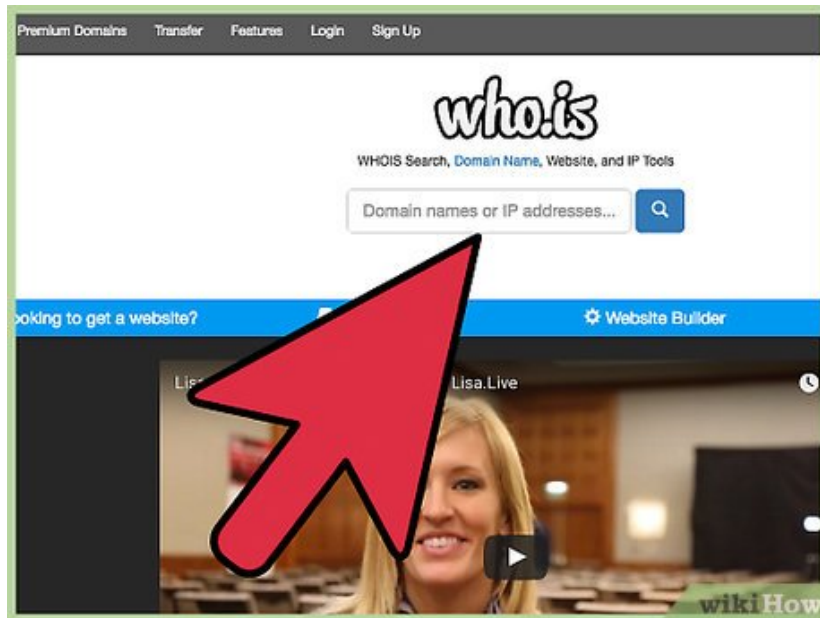 Premium Domains Transfer Features Login Sign Up
who.is
WHOIS Search, Domain Name, Website, and IP Tools
Domain names or IP addresses...
ooking to get a website?
Website Builder
Lisa.Live
wikiHow